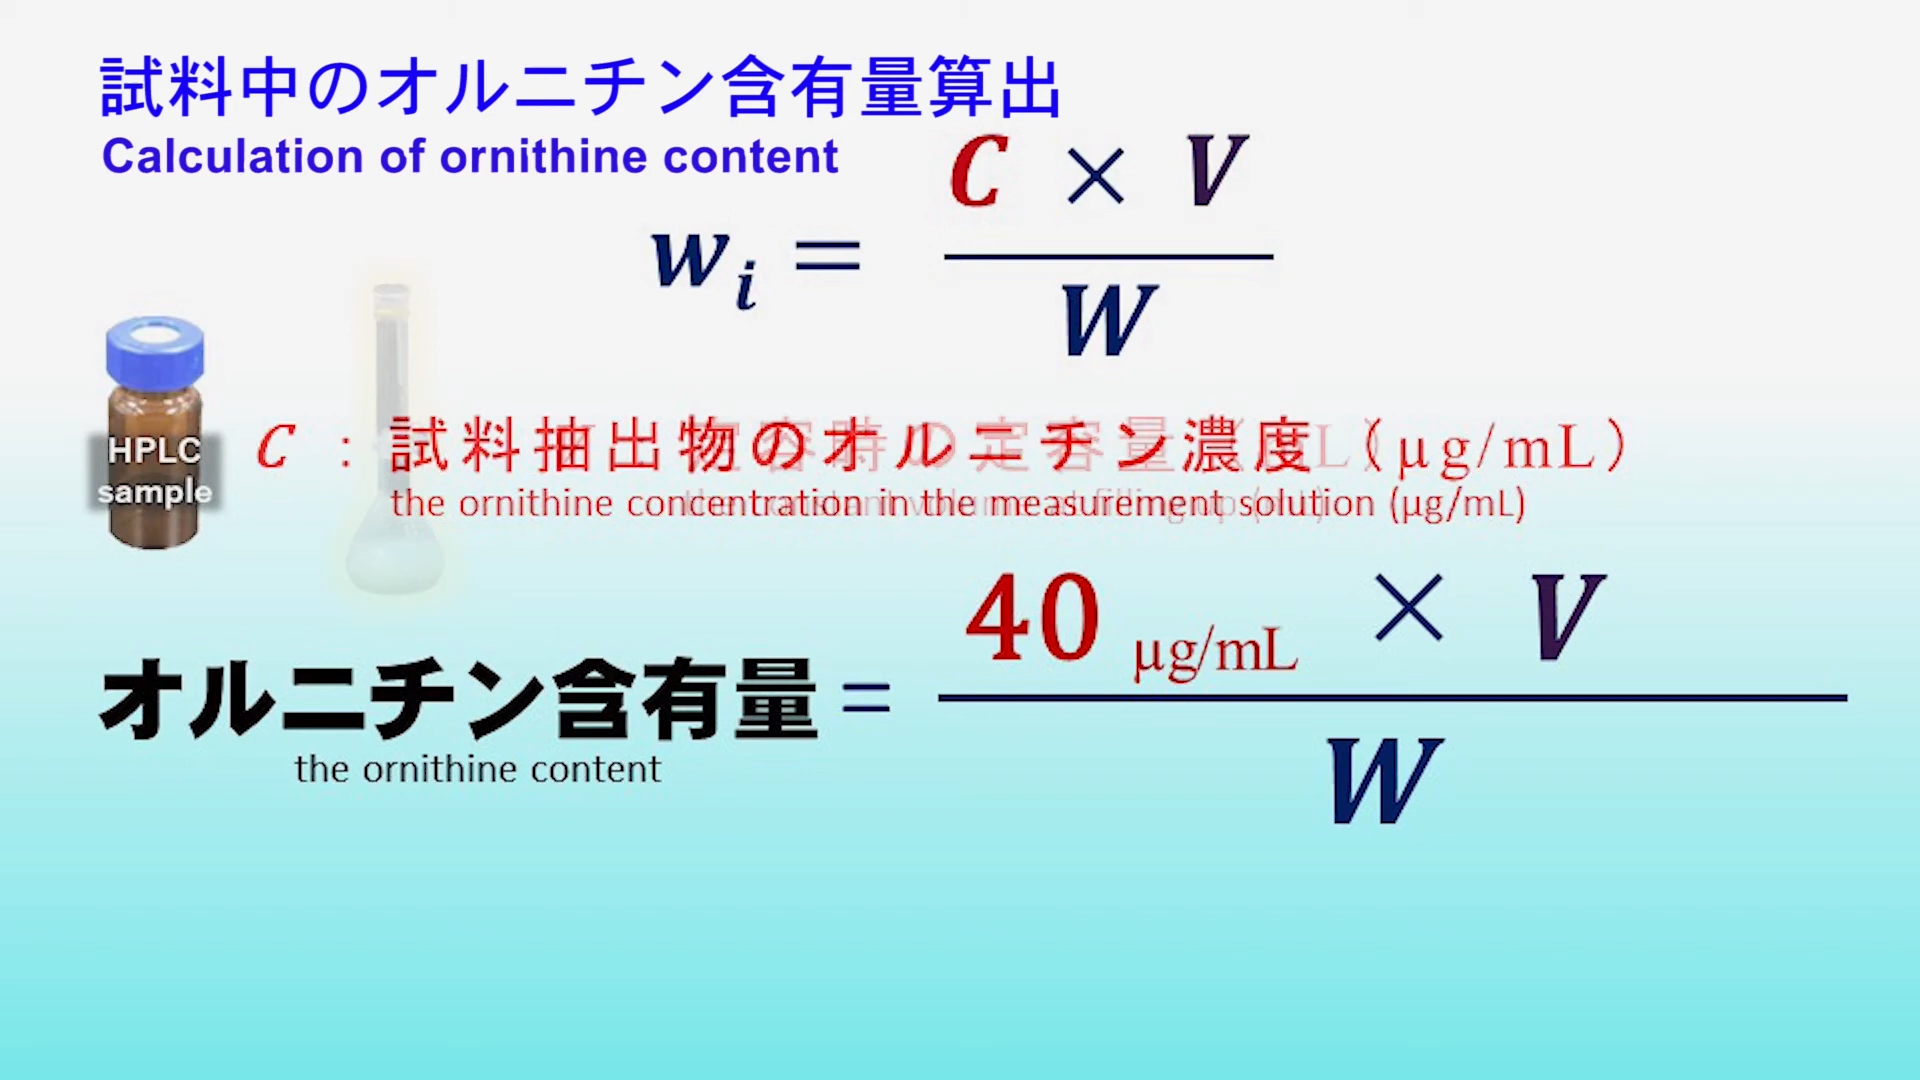 試料中のオルニチン含有量算出
Calculation of ornithine content
w_i = C × V / W
HPLC
sample
C : 試料抽出物のオルニチン濃度（μg/mL）
the ornithine concentration in the measurement solution (μg/mL)
オルニチン含有量 = 40 μg/mL × V / W
the ornithine content